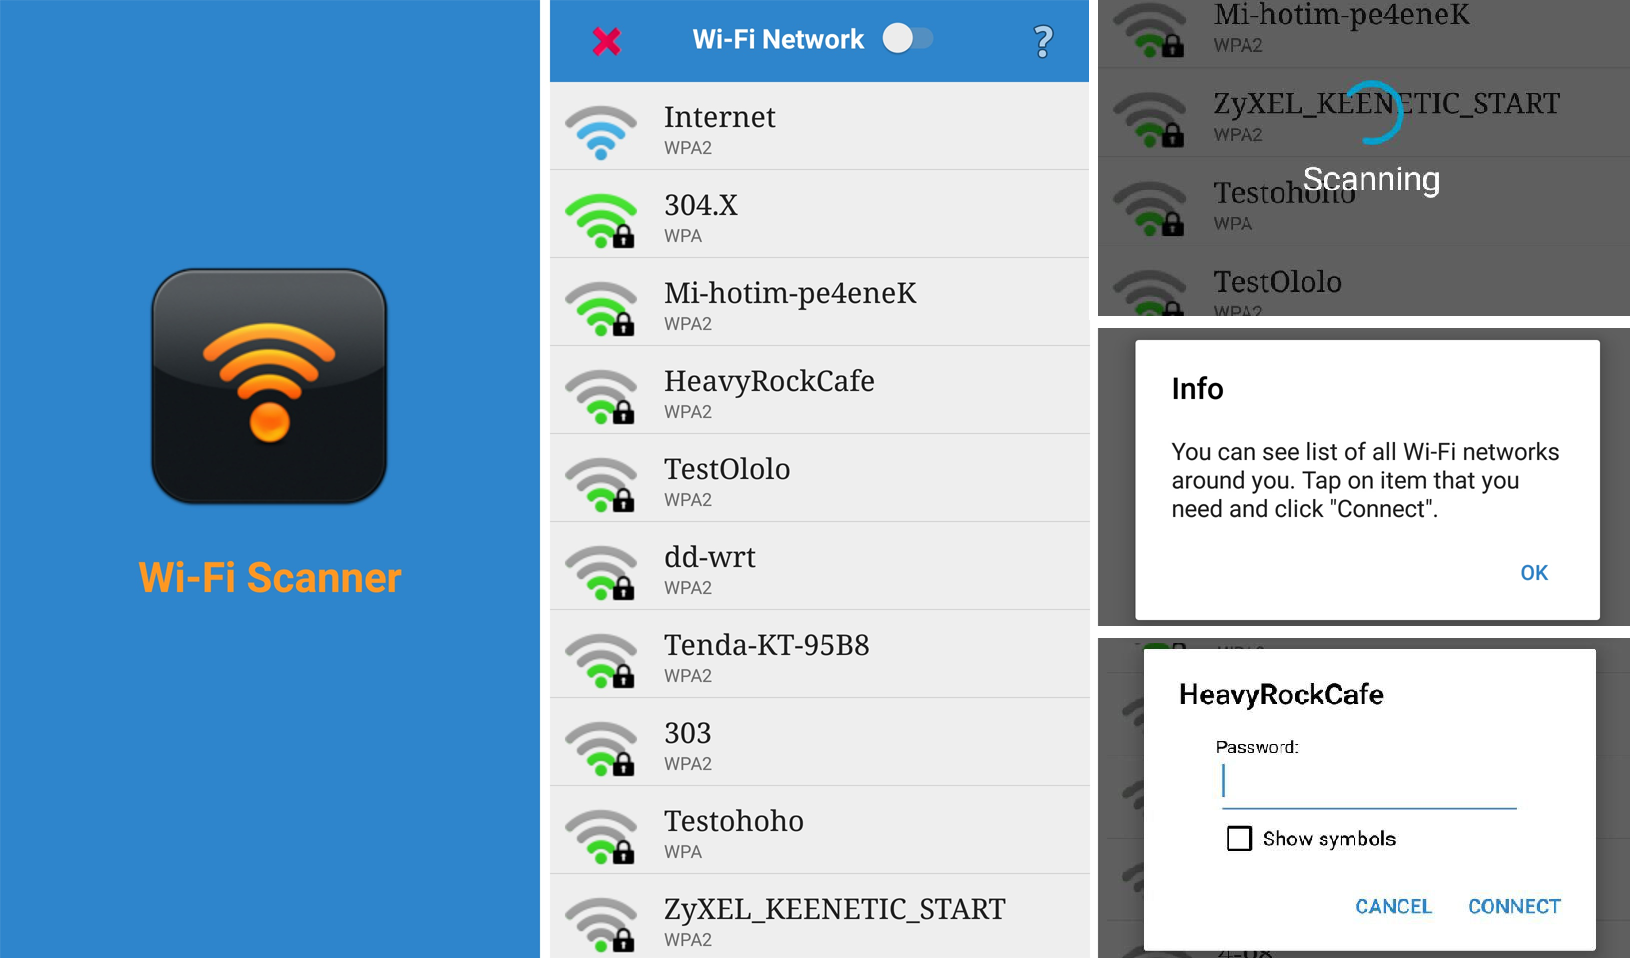 Wi-Fi Scanner
Wi-Fi Network
?
Internet
WPA2
304.X
WPA
Mi-hotim-pe4eneK
WPA2
HeavyRockCafe
WPA2
TestOlolo
WPA2
dd-wrt
WPA2
Tenda-KT-95B8
WPA2
303
WPA2
Testohoho
WPA
ZyXEL_KEENETIC_START
WPA2
Mi-hotim-pe4eneK
WPA2
ZyXEL_KEENETIC_START
WPA2
Scanning
Testohoho
WPA
TestOlolo
WPA2
Info
You can see list of all Wi-Fi networks
around you. Tap on item that you
need and click "Connect".
OK
HeavyRockCafe
Password:
Show symbols
CANCEL CONNECT